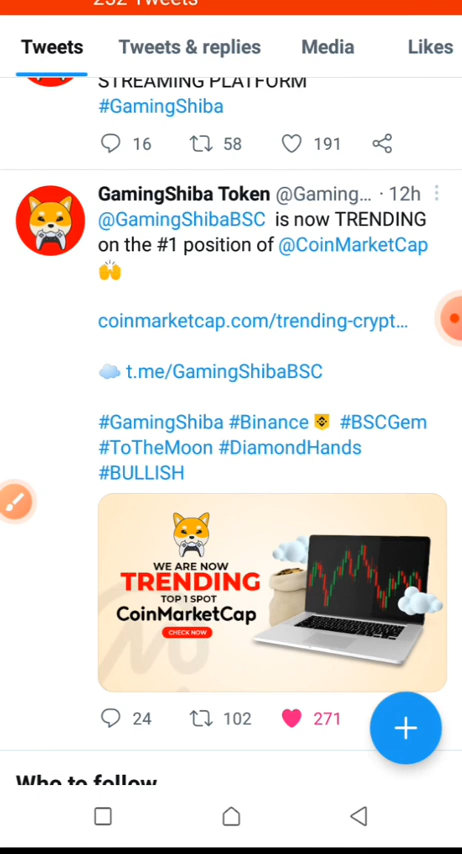 Tweets Tweets & replies Media Likes
STREAMING PLATFORM
#GamingShiba
16 58 191
GamingShiba Token @Gaming... · 12h
@GamingShibaBSC is now TRENDING
on the #1 position of @CoinMarketCap
🙌
coinmarketcap.com/trending-crypt...
☁️ t.me/GamingShibaBSC
#GamingShiba #Binance #BSCGem
#ToTheMoon #DiamondHands
#BULLISH
WE ARE NOW
TRENDING
TOP 1 SPOT
CoinMarketCap
CHECK NOW
24 102 271
Who to follow